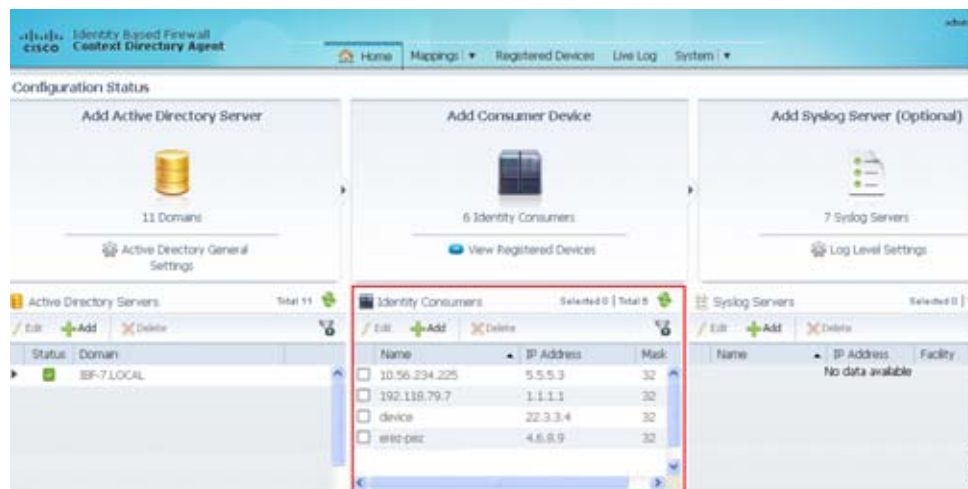 Identity Based Firewall
CISCO Context Directory Agent
Home Mappings Registered Devices Live Log System
Configuration Status
Add Active Directory Server
11 Domains
Active Directory General Settings
Add Consumer Device
6 Identity Consumers
View Registered Devices
Add Syslog Server (Optional)
7 Syslog Servers
Log Level Settings
Active Directory Servers Total 11
Edit Add Delete
Status Domain
IBF-7.LOCAL
Identity Consumers Selected 0 | Total 6
Edit Add Delete
Name IP Address Mask
10.56.234.225 5.5.5.3 32
192.118.79.7 1.1.1.1 32
device 22.3.3.4 32
erez-pez 4.6.8.9 32
Syslog Servers Selected 0 |
Edit Add Delete
Name IP Address Facility
No data available